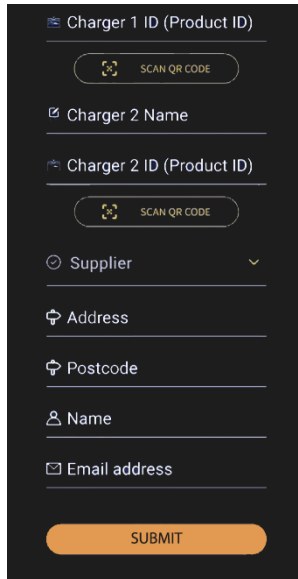 Charger 1 ID (Product ID)
SCAN QR CODE
Charger 2 Name
Charger 2 ID (Product ID)
SCAN QR CODE
Supplier
Address
Postcode
Name
Email address
SUBMIT